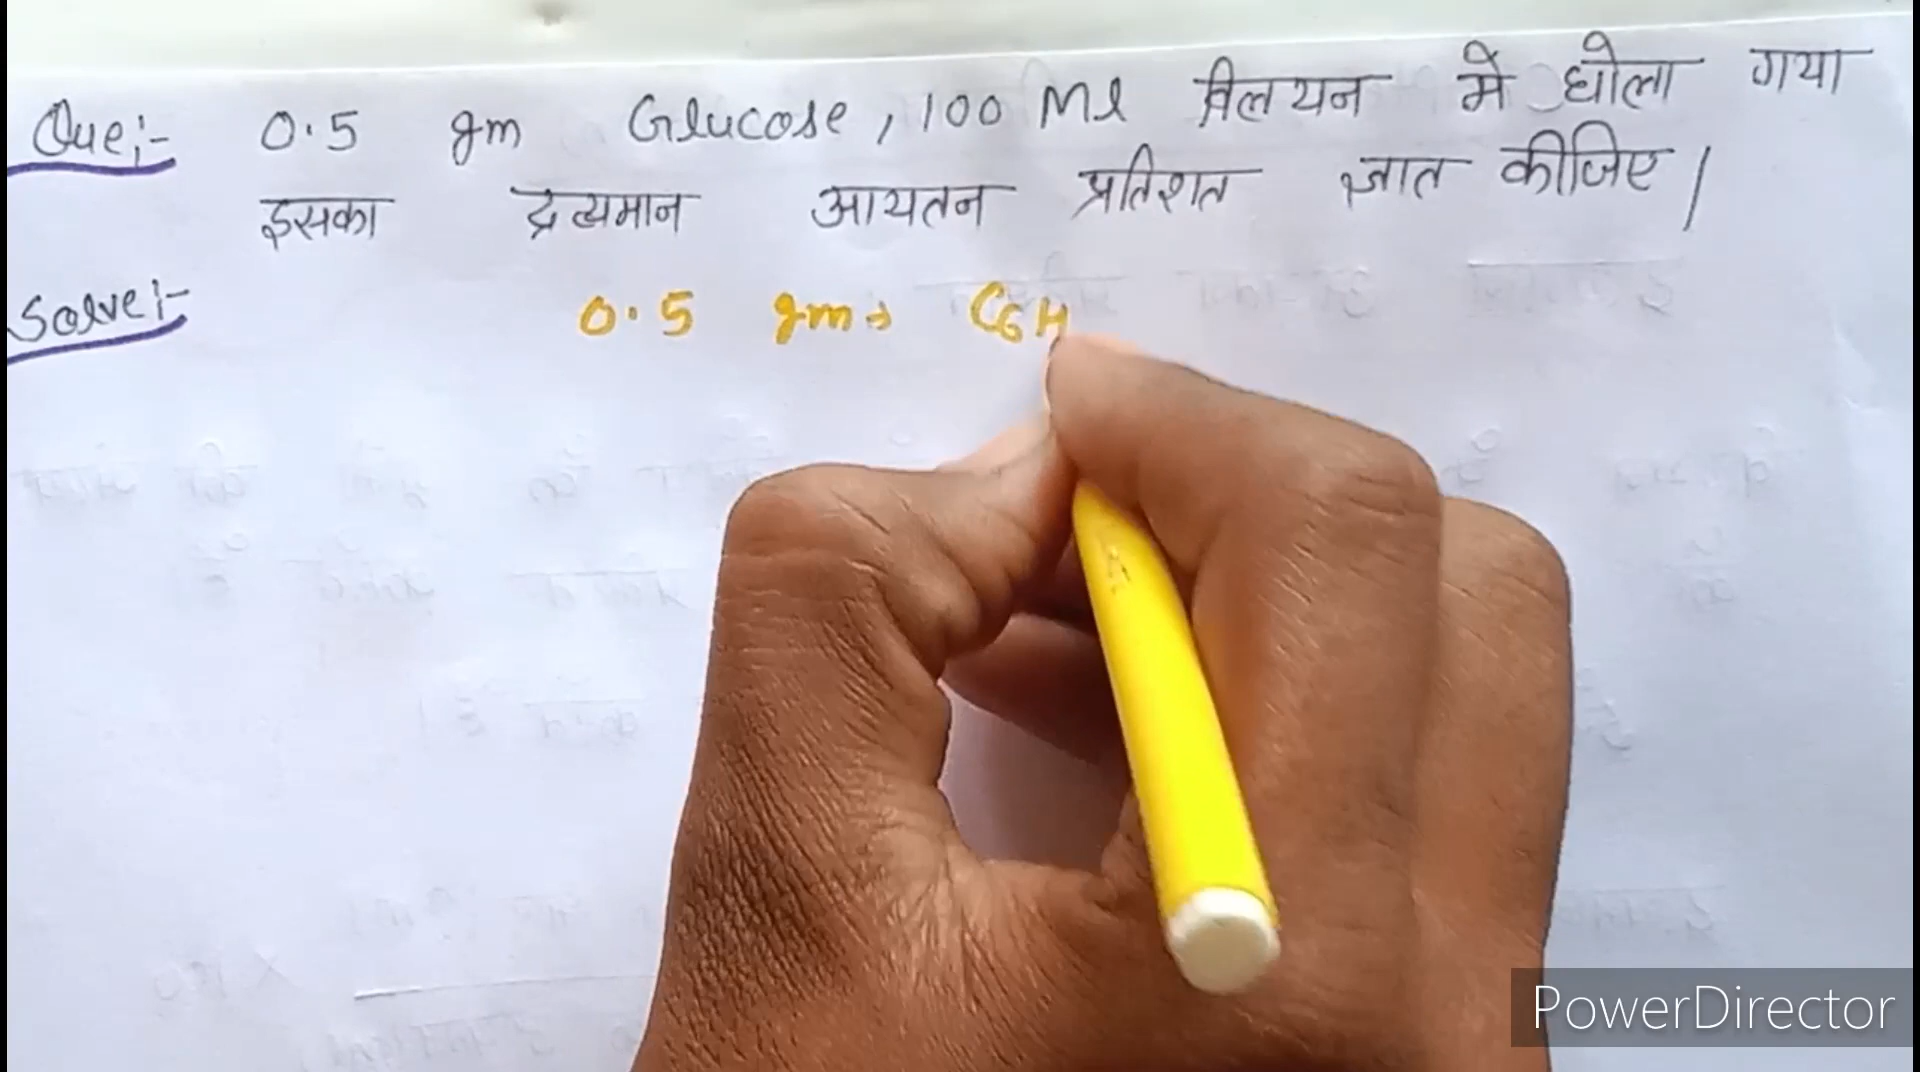 Que:- 0.5 gm Glucose, 100 Ml विलयन मे घोला गया
इसका द्रव्यमान आयतन प्रतिशत ज्ञात कीजिए|
Solve:- 0.5 gm→ C6H
PowerDirector